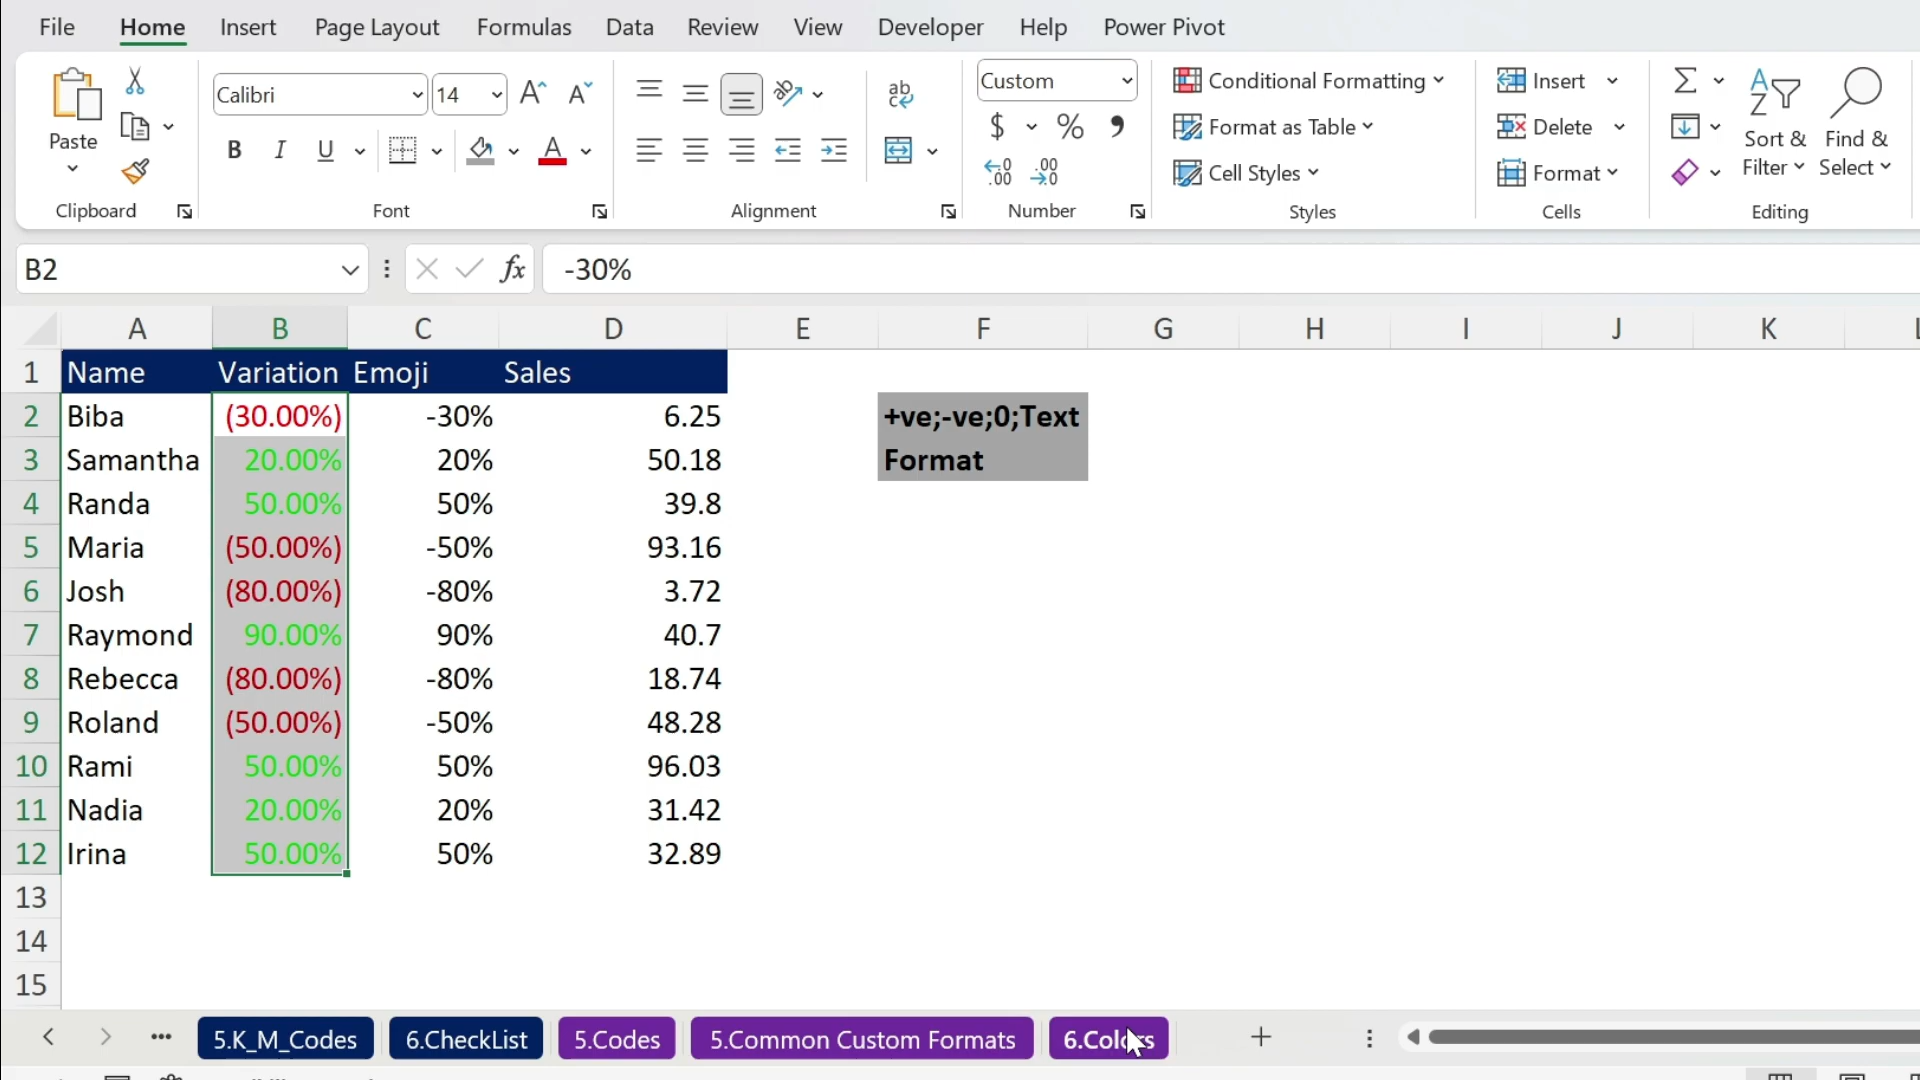 File Home Insert Page Layout Formulas Data Review View Developer Help Power Pivot
Paste
Calibri 14
B I U A
Custom
$ %
Conditional Formatting
Format as Table
Cell Styles
Insert
Delete
Format
Sort &
Filter
Find &
Select
Clipboard Font Alignment Number Styles Cells Editing
B2 fx -30%
A B C D E F G H I J K L
1 Name Variation Emoji Sales
2 Biba (30.00%) -30% 6.25 +ve;-ve;0;Text
3 Samantha 20.00% 20% 50.18 Format
4 Randa 50.00% 50% 39.8
5 Maria (50.00%) -50% 93.16
6 Josh (80.00%) -80% 3.72
7 Raymond 90.00% 90% 40.7
8 Rebecca (80.00%) -80% 18.74
9 Roland (50.00%) -50% 48.28
10 Rami 50.00% 50% 96.03
11 Nadia 20.00% 20% 31.42
12 Irina 50.00% 50% 32.89
13
14
15
5.K_M_Codes 6.CheckList 5.Codes 5.Common Custom Formats 6.Colors